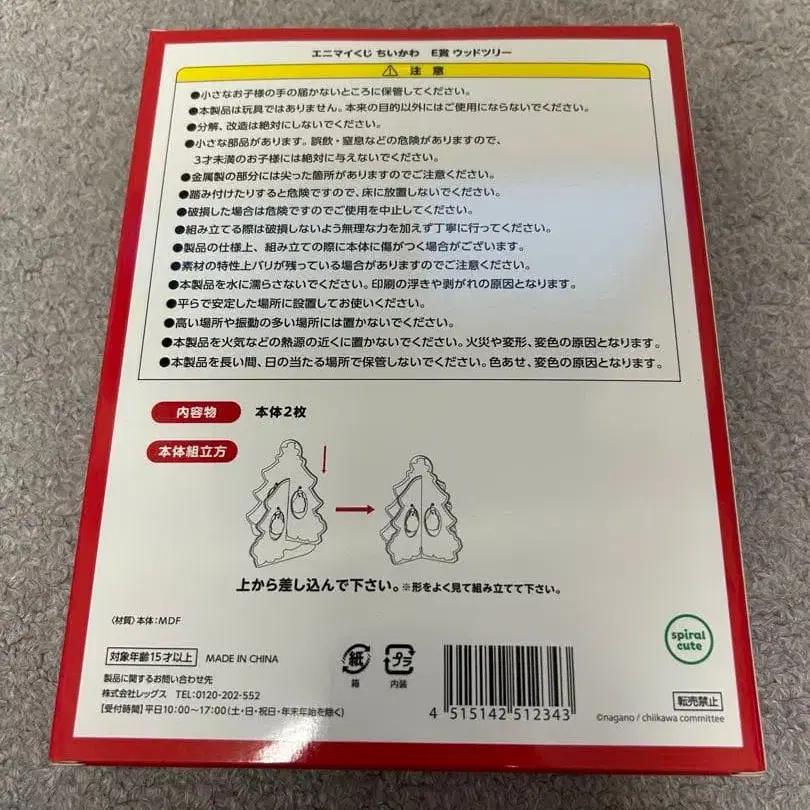 エニマイくじ ちいかわ E賞 ウッドツリー
注 意
●小さなお子様の手の届かないところに保管してください。
●本製品は玩具ではありません。本来の目的以外にはご使用にならないでください。
●分解、改造は絶対にしないでください。
●小さな部品があります。誤飲・窒息などの危険がありますので、
3才未満のお子様には絶対に与えないでください。
●金属製の部分には尖った箇所がありますのでご注意ください。
●踏み付けたりすると危険ですので、床に放置しないでください。
●破損した場合は危険ですのでご使用を中止してください。
●組み立てる際は破損しないよう無理な力を加えず丁寧に行ってください。
●製品の仕様上、組み立ての際に本体に傷がつく場合がございます。
●素材の特性上バリが残っている場合がありますのでご注意ください。
●本製品を水に濡らさないでください。印刷の浮きや剥がれの原因となります。
●平らで安定した場所に設置してお使いください。
●高い場所や振動の多い場所には置かないでください。
●本製品を火気などの熱源の近くに置かないでください。火災や変形、変色の原因となります。
●本製品を長い間、日の当たる場所で保管しないでください。色あせ、変色の原因となります。
内容物 本体2枚
本体組立方
上から差し込んで下さい。※形をよく見て組み立てて下さい。
〈材質〉本体:MDF
対象年齢15才以上 MADE IN CHINA
製品に関するお問い合わせ先
株式会社レッグス TEL:0120-202-552
【受付時間】平日10:00～17:00(土・日・祝日・年末年始を除く)
紙
箱
プラ
内装
4 515142 512343
spiral
cute
転売禁止
©nagano / chiikawa committee